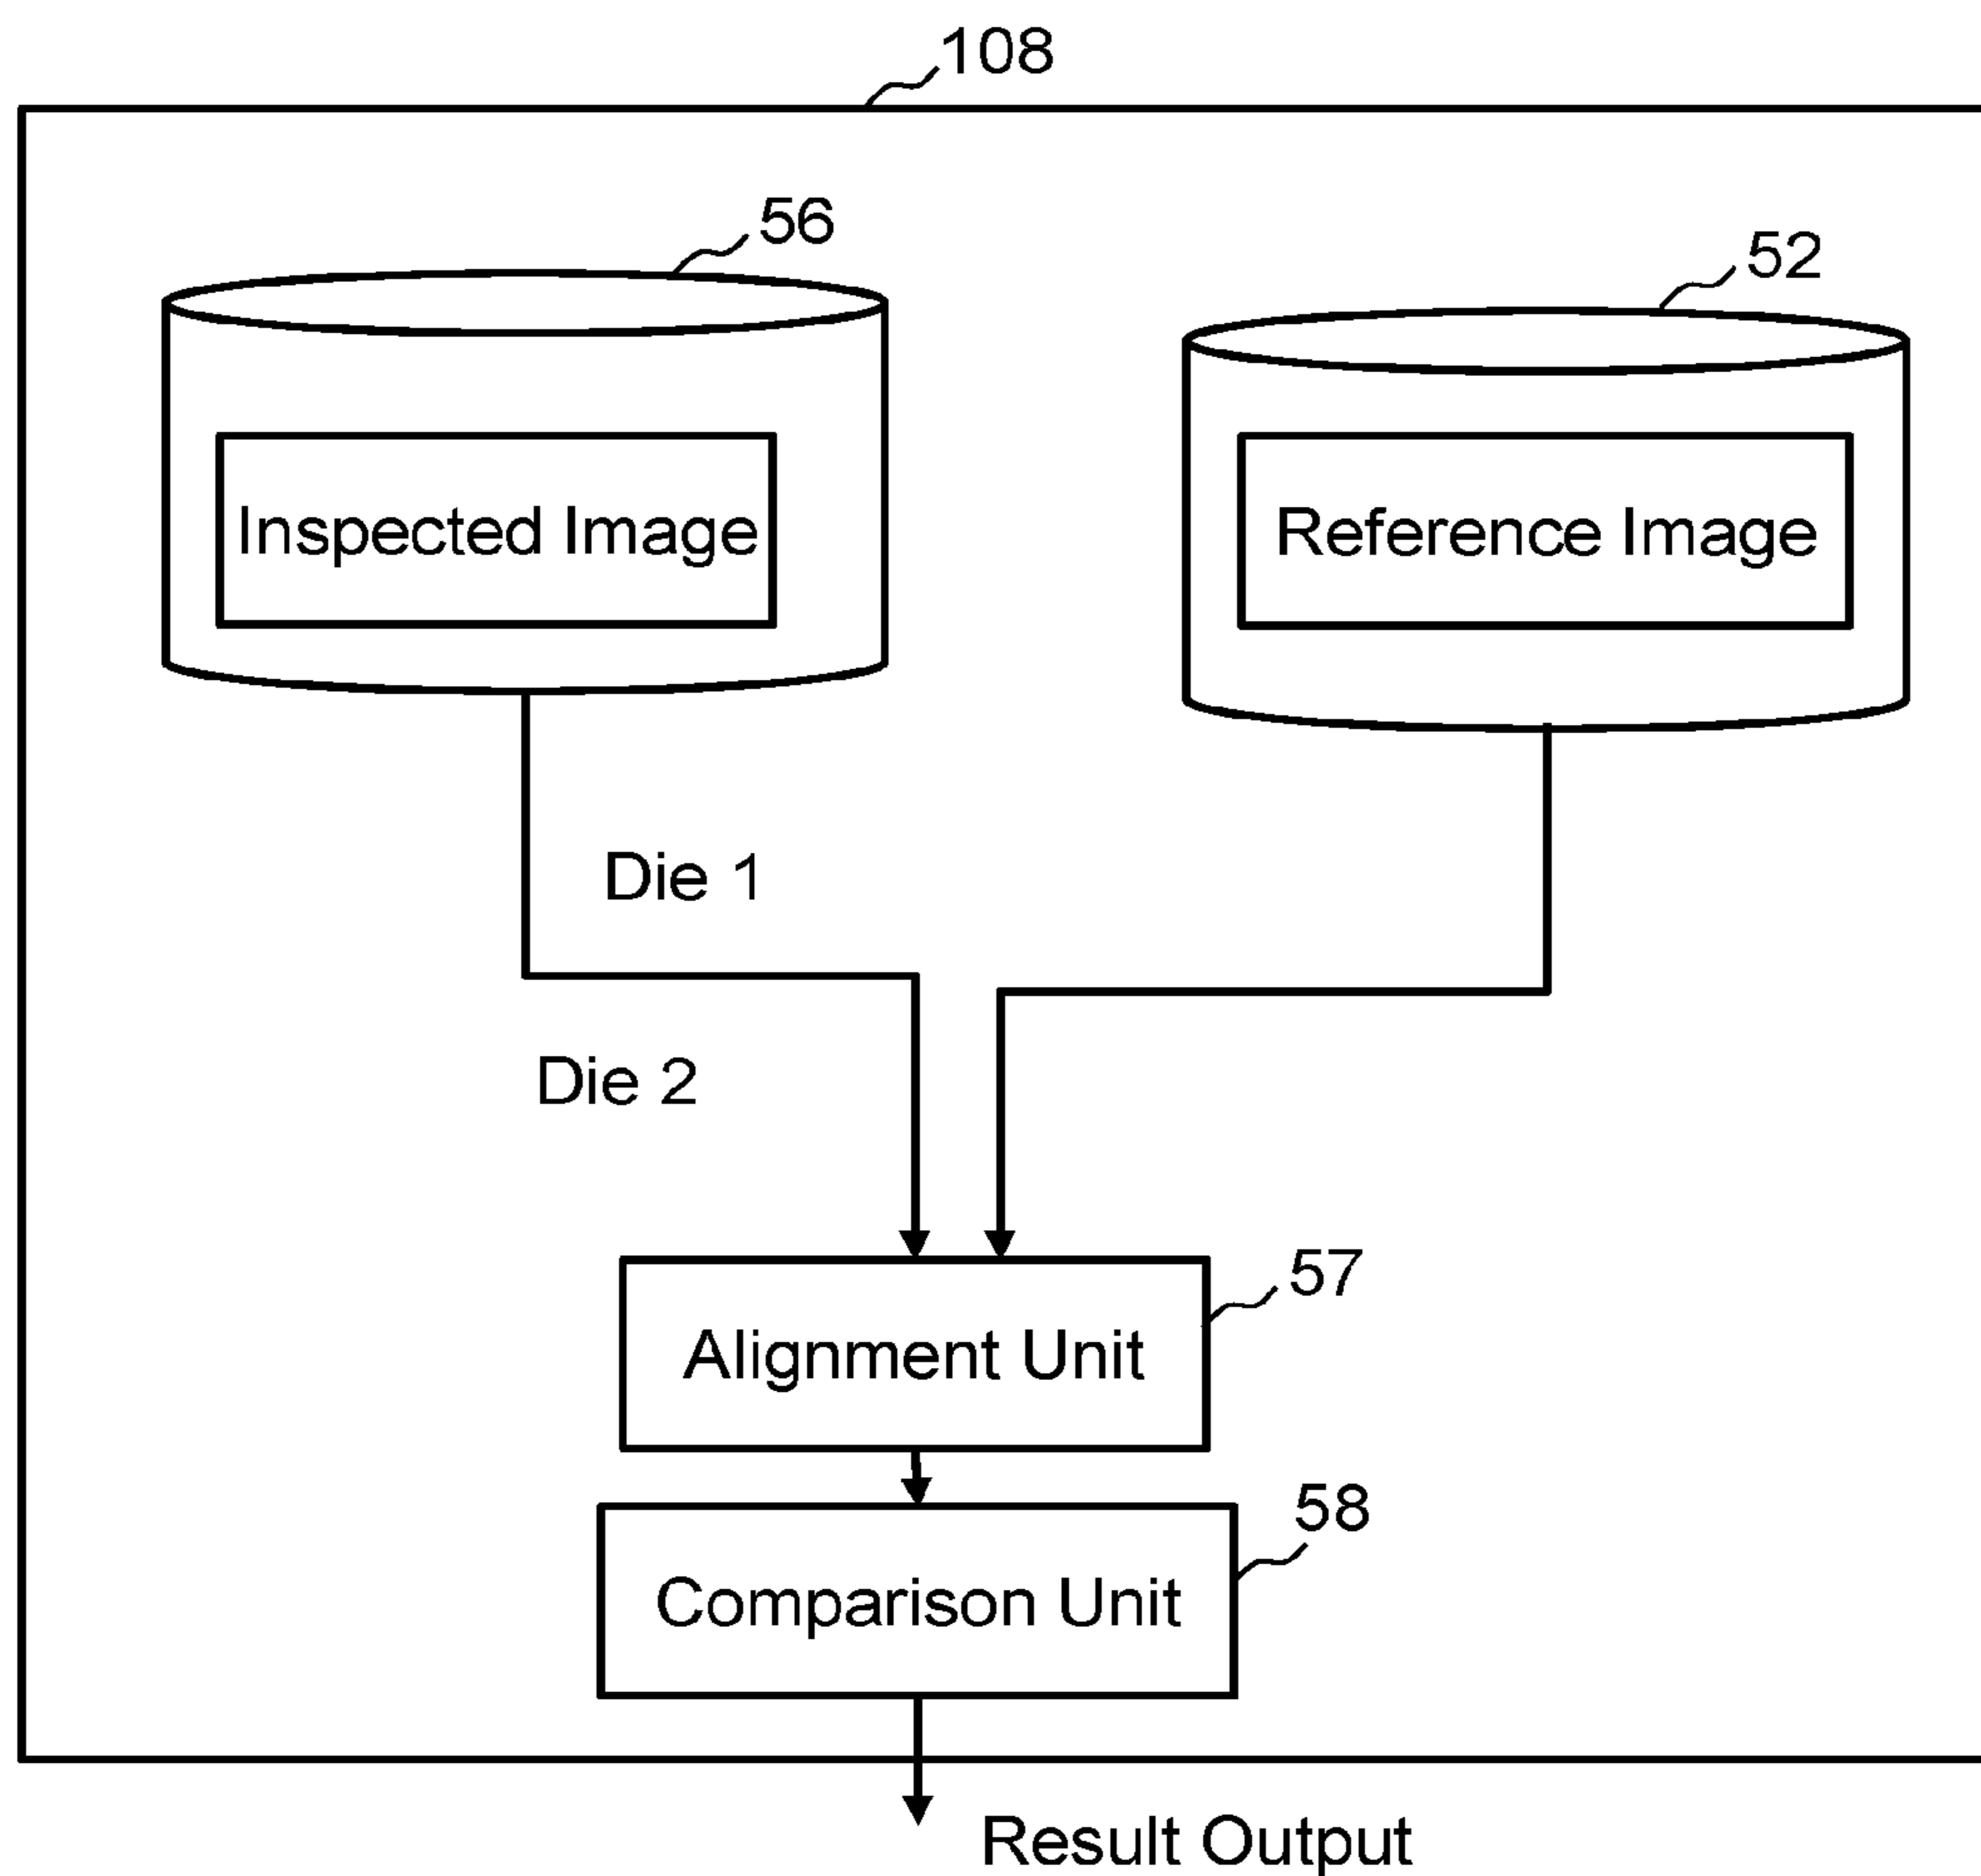 108
56
52
Inspected Image
Reference Image
Die 1
Die 2
57
Alignment Unit
58
Comparison Unit
Result Output